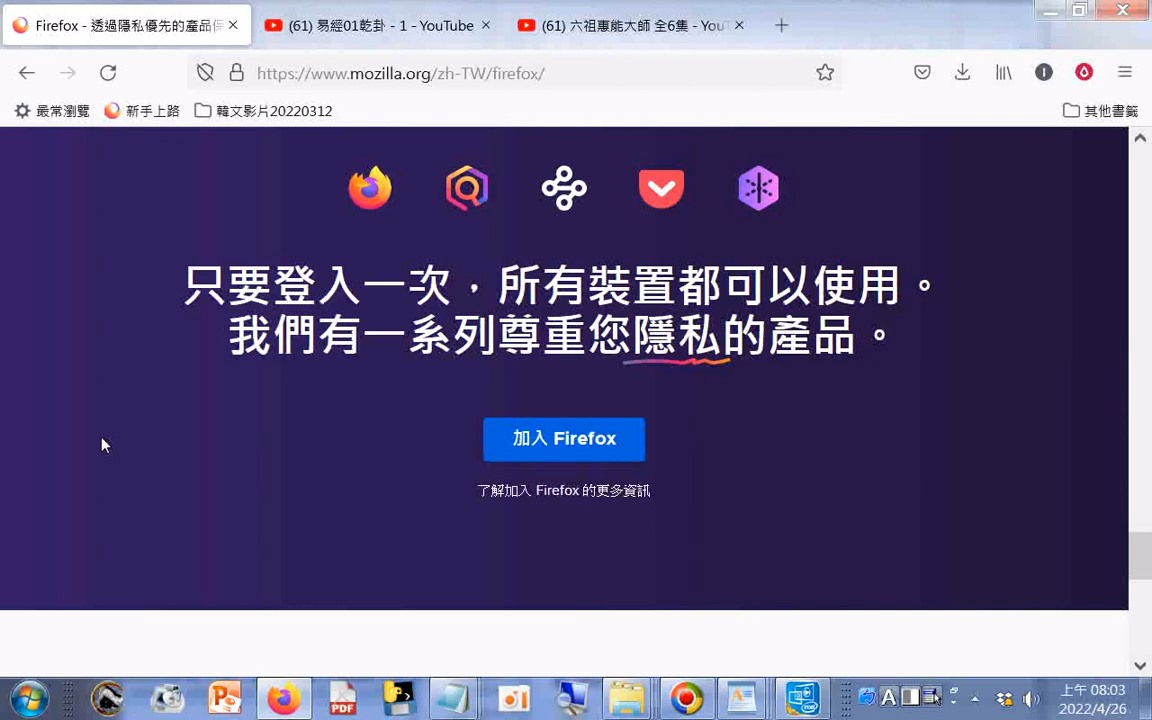 Firefox - 透過隱私優先的產品保
(61) 易經01乾卦 - 1 - YouTube
(61) 六祖惠能大師 全6集 - YouT
https://www.mozilla.org/zh-TW/firefox/
最常瀏覽
新手上路
韓文影片20220312
其他書籤
只要登入一次，所有裝置都可以使用。
我們有一系列尊重您隱私的產品。
加入 Firefox
了解加入 Firefox 的更多資訊
PDF
A
上午 08:03
2022/4/26